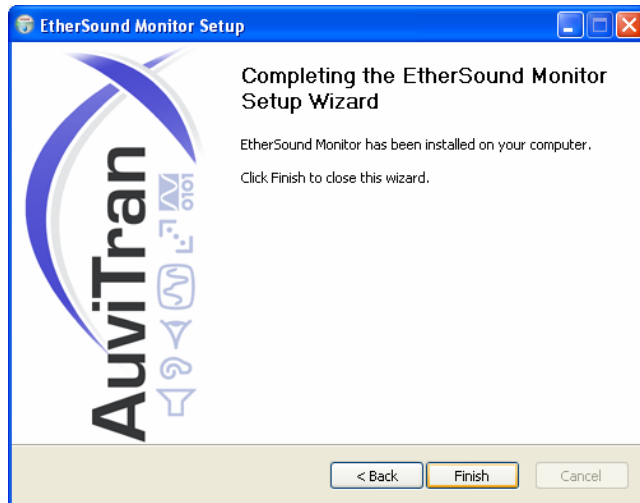 EtherSound Monitor Setup
Completing the EtherSound Monitor
Setup Wizard
EtherSound Monitor has been installed on your computer.
Click Finish to close this wizard.
AuviTran
0101
< Back
Finish
Cancel